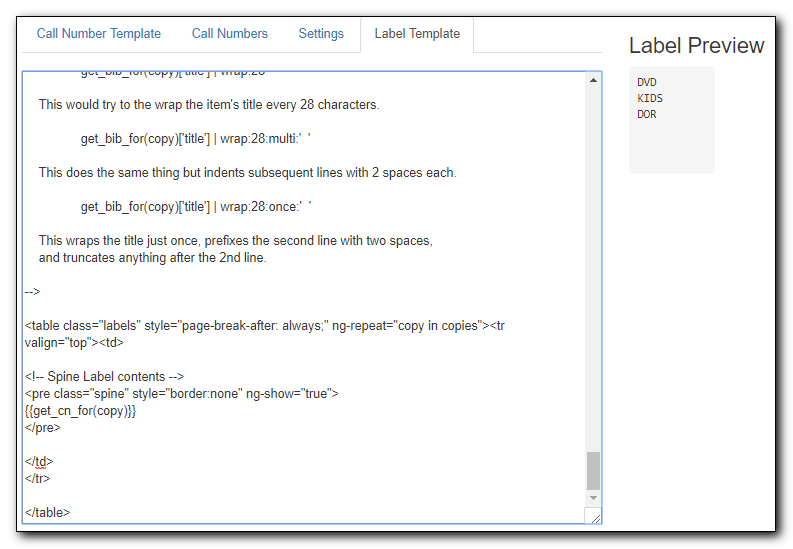 Call Number Template Call Numbers Settings Label Template
Label Preview
get_bib_for(copy)['title'] | wrap:28
This would try to the wrap the item's title every 28 characters.
get_bib_for(copy)['title'] | wrap:28:multi:'  '
This does the same thing but indents subsequent lines with 2 spaces each.
get_bib_for(copy)['title'] | wrap:28:once:'  '
This wraps the title just once, prefixes the second line with two spaces,
and truncates anything after the 2nd line.
-->
<table class="labels" style="page-break-after: always;" ng-repeat="copy in copies"><tr
valign="top"><td>
<!-- Spine Label contents -->
<pre class="spine" style="border:none" ng-show="true">
{{get_cn_for(copy)}}
</pre>
</td>
</tr>
</table>
DVD
KIDS
DOR